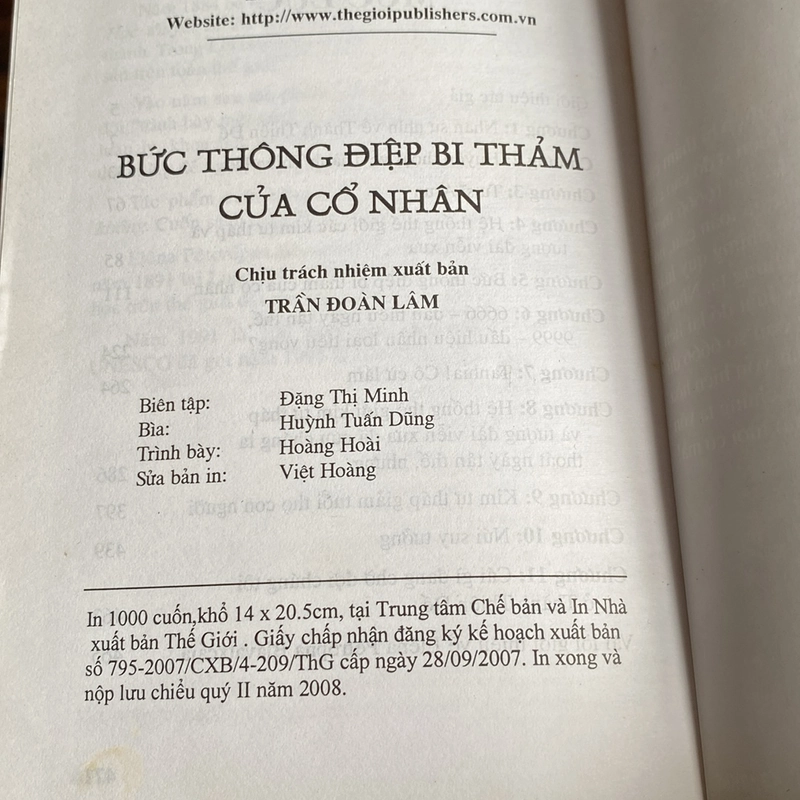 Website: http://www.thegioipublishers.com.vn
BỨC THÔNG ĐIỆP BI THẢM
CỦA CỔ NHÂN
Chịu trách nhiệm xuất bản
TRẦN ĐOÀN LÂM
Biên tập: Đặng Thị Minh
Bìa: Huỳnh Tuấn Dũng
Trình bày: Hoàng Hoài
Sửa bản in: Việt Hoàng
In 1000 cuốn,khổ 14 x 20.5cm, tại Trung tâm Chế bản và In Nhà
xuất bản Thế Giới . Giấy chấp nhận đăng ký kế hoạch xuất bản
số 795-2007/CXB/4-209/ThG cấp ngày 28/09/2007. In xong và
nộp lưu chiểu quý II năm 2008.